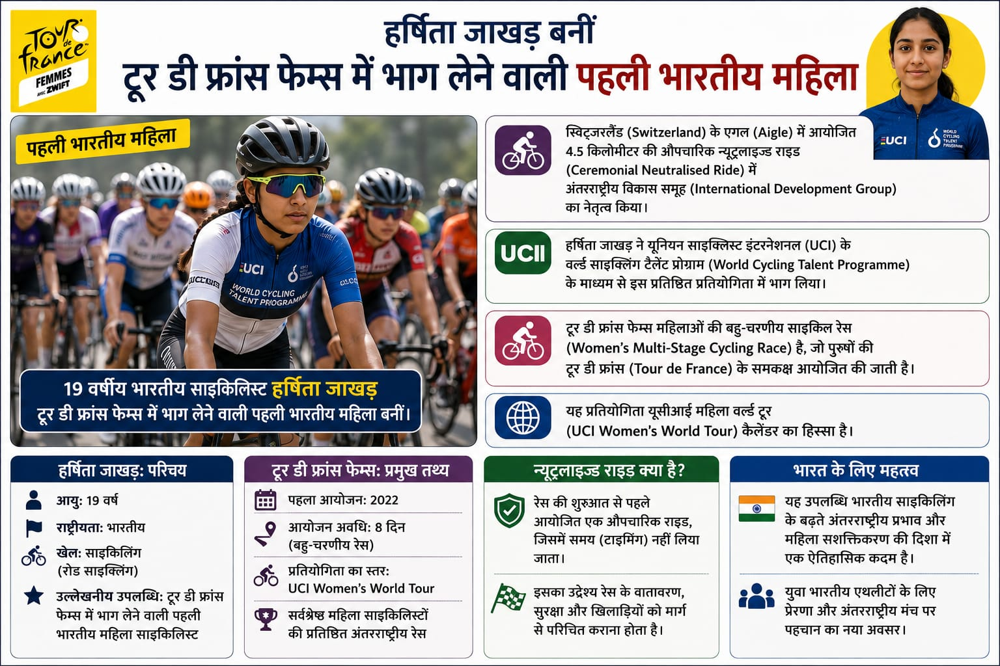 TOUR
de
france
FEMMES
AVEC ZWIFT
हर्षिता जाखड़ बनीं
टूर डी फ्रांस फेम्स में भाग लेने वाली पहली भारतीय महिला
UCI
WORLD
CYCLING
TALENT
PROGRAMME
पहली भारतीय महिला
UCI
WORLD CYCLING
TALENT PROGRAMME
19 वर्षीय भारतीय साइकिलिस्ट हर्षिता जाखड़
टूर डी फ्रांस फेम्स में भाग लेने वाली पहली भारतीय महिला बनीं।
स्विट्जरलैंड (Switzerland) के एगल (Aigle) में आयोजित
4.5 किलोमीटर की औपचारिक न्यूट्रलाइज्ड राइड
(Ceremonial Neutralised Ride) में
अंतरराष्ट्रीय विकास समूह (International Development Group)
का नेतृत्व किया।
UCII
हर्षिता जाखड़ ने यूनियन साइक्लिस्ट इंटरनेशनल (UCI) के
वर्ल्ड साइक्लिंग टैलेंट प्रोग्राम (World Cycling Talent Programme)
के माध्यम से इस प्रतिष्ठित प्रतियोगिता में भाग लिया।
टूर डी फ्रांस फेम्स महिलाओं की बहु-चरणीय साइकिल रेस
(Women's Multi-Stage Cycling Race) है, जो पुरुषों की
टूर डी फ्रांस (Tour de France) के समकक्ष आयोजित की जाती है।
यह प्रतियोगिता यूसीआई महिला वर्ल्ड टूर
(UCI Women's World Tour) कैलेंडर का हिस्सा है।
हर्षिता जाखड़: परिचय
आयु: 19 वर्ष
राष्ट्रीयता: भारतीय
खेल: साइकिलिंग
(रोड साइक्लिंग)
उल्लेखनीय उपलब्धि: टूर डी फ्रांस
फेम्स में भाग लेने वाली पहली
भारतीय महिला साइकिलिस्ट
टूर डी फ्रांस फेम्स: प्रमुख तथ्य
पहला आयोजन: 2022
आयोजन अवधि: 8 दिन
(बहु-चरणीय रेस)
प्रतियोगिता का स्तर:
UCI Women's World Tour
सर्वश्रेष्ठ महिला साइकिलिस्टों
की प्रतिष्ठित अंतरराष्ट्रीय रेस
न्यूट्रलाइज्ड राइड क्या है?
रेस की शुरुआत से पहले
आयोजित एक औपचारिक राइड,
जिसमें समय (टाइमिंग) नहीं लिया
जाता।
इसका उद्देश्य रेस के वातावरण,
सुरक्षा और खिलाड़ियों को मार्ग
से परिचित कराना होता है।
भारत के लिए महत्व
यह उपलब्धि भारतीय साइकिलिंग
के बढ़ते अंतरराष्ट्रीय प्रभाव और
महिला सशक्तिकरण की दिशा में
एक ऐतिहासिक कदम है।
युवा भारतीय एथलीटों के लिए
प्रेरणा और अंतरराष्ट्रीय मंच पर
पहचान का नया अवसर।